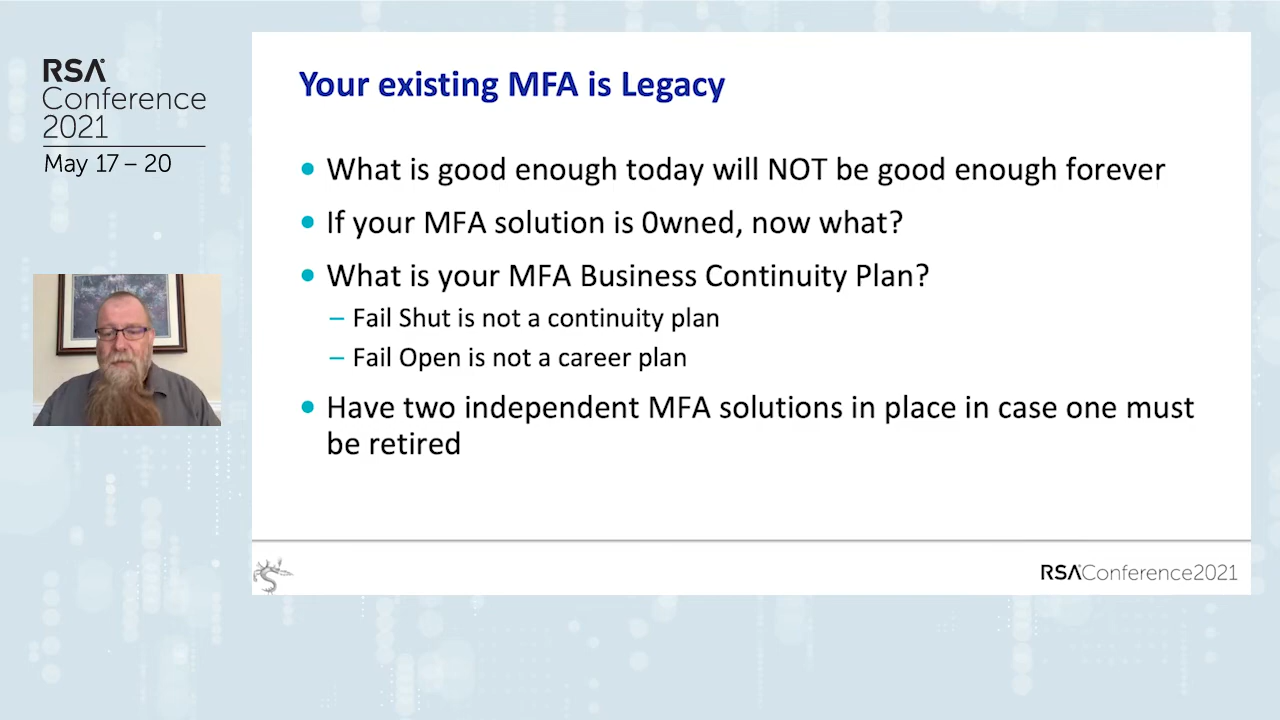 RSA
Conference
2021
May 17 – 20
Your existing MFA is Legacy
• What is good enough today will NOT be good enough forever
• If your MFA solution is 0wned, now what?
• What is your MFA Business Continuity Plan?
– Fail Shut is not a continuity plan
– Fail Open is not a career plan
• Have two independent MFA solutions in place in case one must
be retired
RSAConference2021